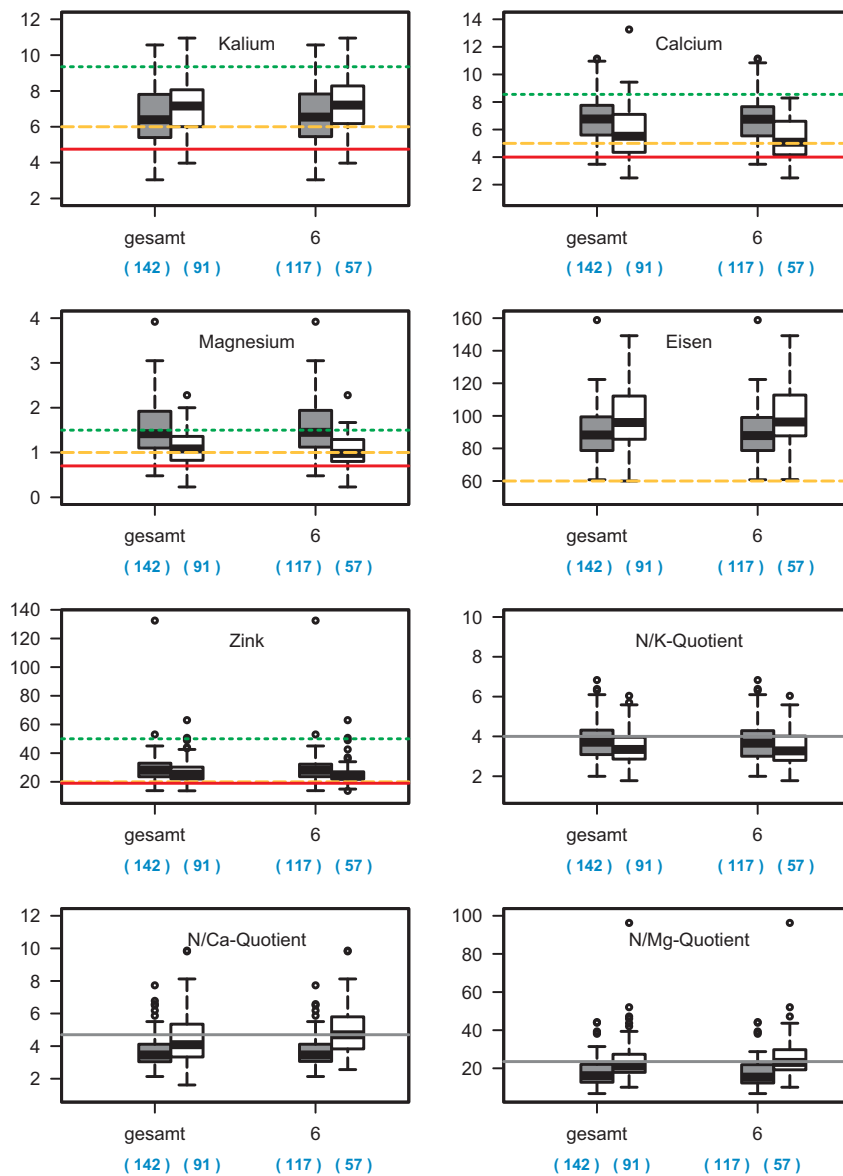 Kalium
12
10
8
6
4
2
gesamt 6
( 142 ) ( 91 ) ( 117 ) ( 57 )
Calcium
14
12
10
8
6
4
2
gesamt 6
( 142 ) ( 91 ) ( 117 ) ( 57 )
Magnesium
4
3
2
1
0
gesamt 6
( 142 ) ( 91 ) ( 117 ) ( 57 )
Eisen
160
140
120
100
80
60
gesamt 6
( 142 ) ( 91 ) ( 117 ) ( 57 )
Zink
140
120
100
80
60
40
20
gesamt 6
( 142 ) ( 91 ) ( 117 ) ( 57 )
N/K-Quotient
10
8
6
4
2
gesamt 6
( 142 ) ( 91 ) ( 117 ) ( 57 )
N/Ca-Quotient
12
10
8
6
4
2
gesamt 6
( 142 ) ( 91 ) ( 117 ) ( 57 )
N/Mg-Quotient
100
80
60
40
20
gesamt 6
( 142 ) ( 91 ) ( 117 ) ( 57 )